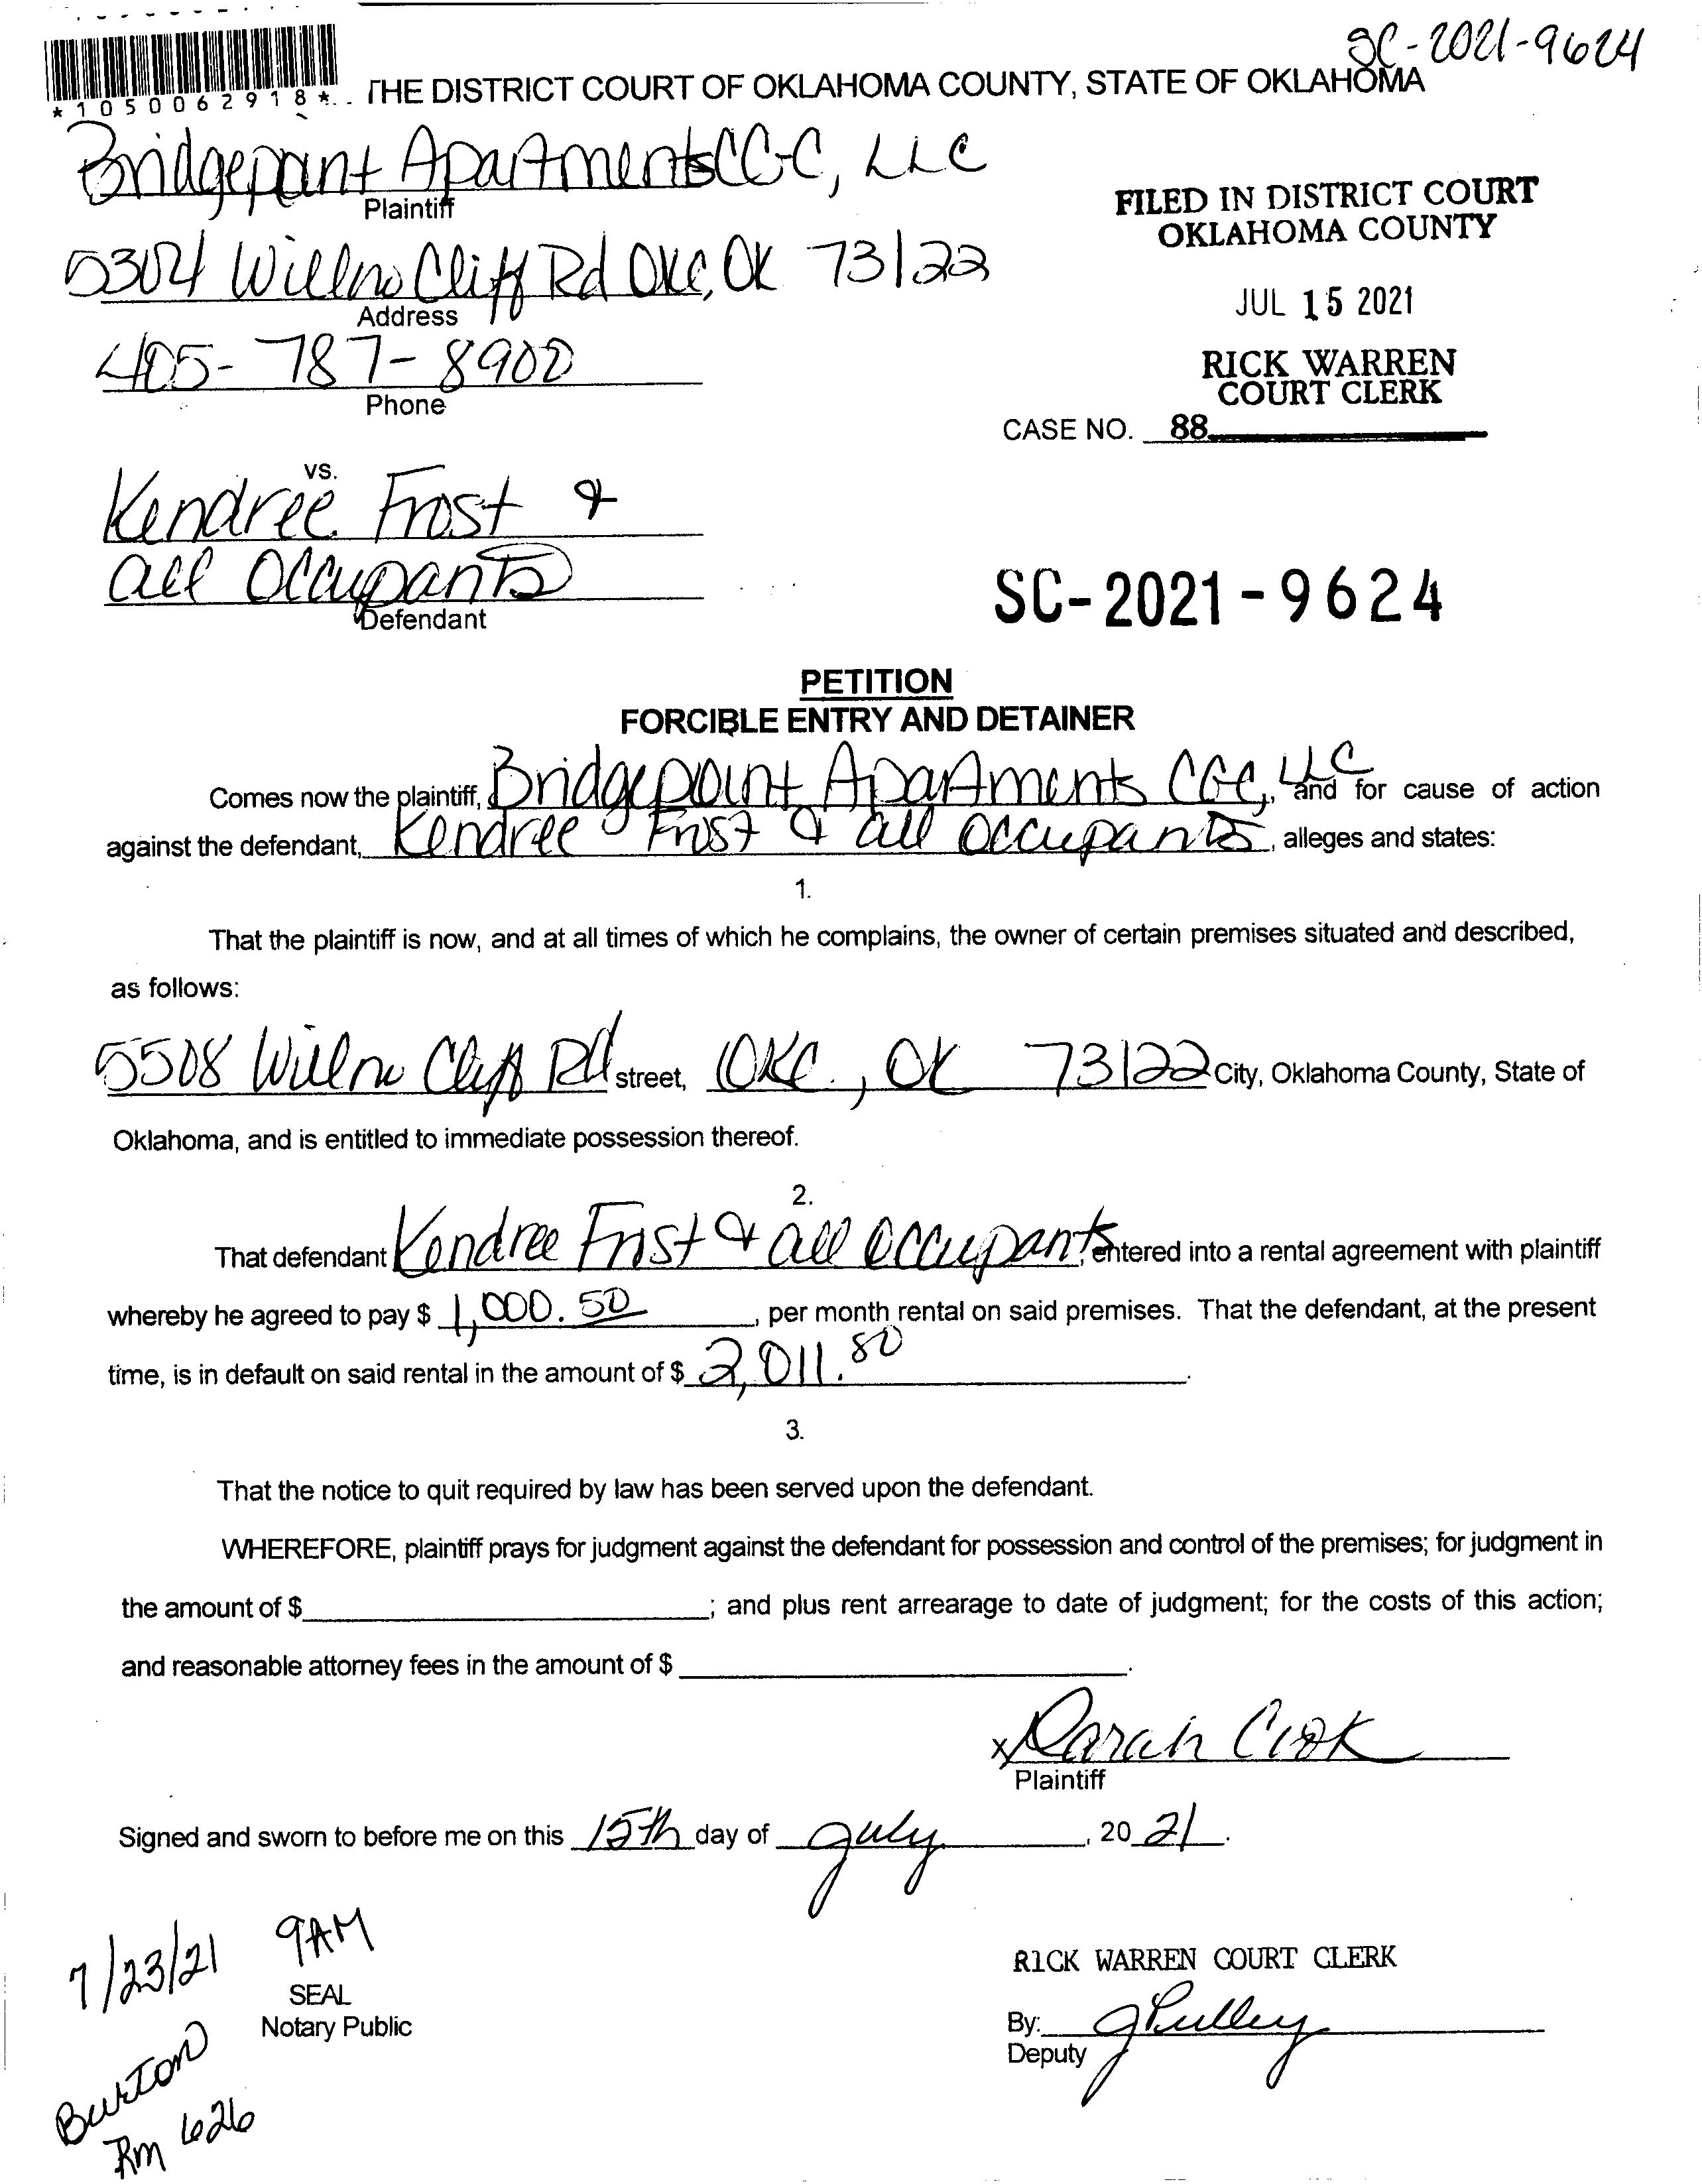 SC-2021-9624
*1050062918*
THE DISTRICT COURT OF OKLAHOMA COUNTY, STATE OF OKLAHOMA
Bridgepoint Apartments CGC, LLC
Plaintiff
5304 Willow Cliff Rd OKC, OK 73122
Address
405-787-8900
Phone
FILED IN DISTRICT COURT
OKLAHOMA COUNTY
JUL 15 2021
RICK WARREN
COURT CLERK
CASE NO. 88
vs.
Kendree Frost &
all Occupants
Defendant
SC-2021-9624
PETITION
FORCIBLE ENTRY AND DETAINER
Comes now the plaintiff, Bridgepoint Apartments CGC, LLC, and for cause of action
against the defendant, Kendree Frost & all Occupants, alleges and states:
1.
That the plaintiff is now, and at all times of which he complains, the owner of certain premises situated and described,
as follows:
5508 Willow Cliff Rd street, OKC, OK 73122 City, Oklahoma County, State of
Oklahoma, and is entitled to immediate possession thereof.
2.
That defendant Kendree Frost & all occupants, entered into a rental agreement with plaintiff
whereby he agreed to pay $ 1,000.50, per month rental on said premises. That the defendant, at the present
time, is in default on said rental in the amount of $ 2,011.80.
3.
That the notice to quit required by law has been served upon the defendant.
WHEREFORE, plaintiff prays for judgment against the defendant for possession and control of the premises; for judgment in
the amount of $; and plus rent arrearage to date of judgment; for the costs of this action;
and reasonable attorney fees in the amount of $.
x Darah Cook
Plaintiff
Signed and sworn to before me on this 15th day of July, 20 21.
7/23/21 9AM
SEAL
Notary Public
Burton
Rm 626
RICK WARREN COURT CLERK
By: J Pulley
Deputy